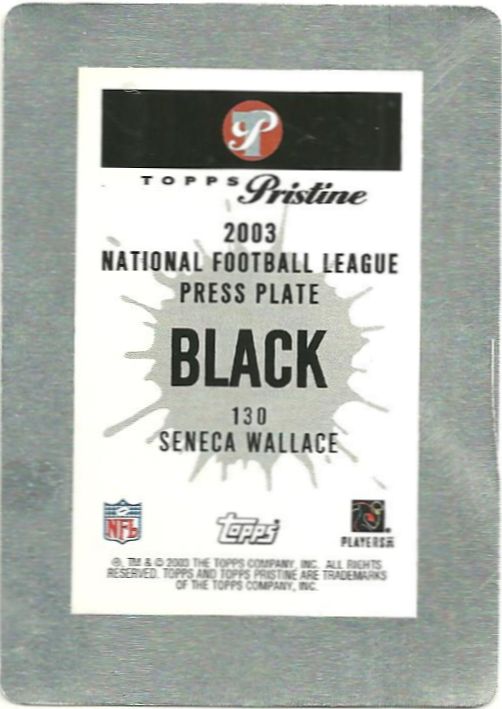 P
TOPPS Pristine
2003
NATIONAL FOOTBALL LEAGUE
PRESS PLATE
BLACK
130
SENECA WALLACE
NFL
topps
PLAYERS
®, TM & © 2003 THE TOPPS COMPANY, INC. ALL RIGHTS
RESERVED. TOPPS AND TOPPS PRISTINE ARE TRADEMARKS
OF THE TOPPS COMPANY, INC.